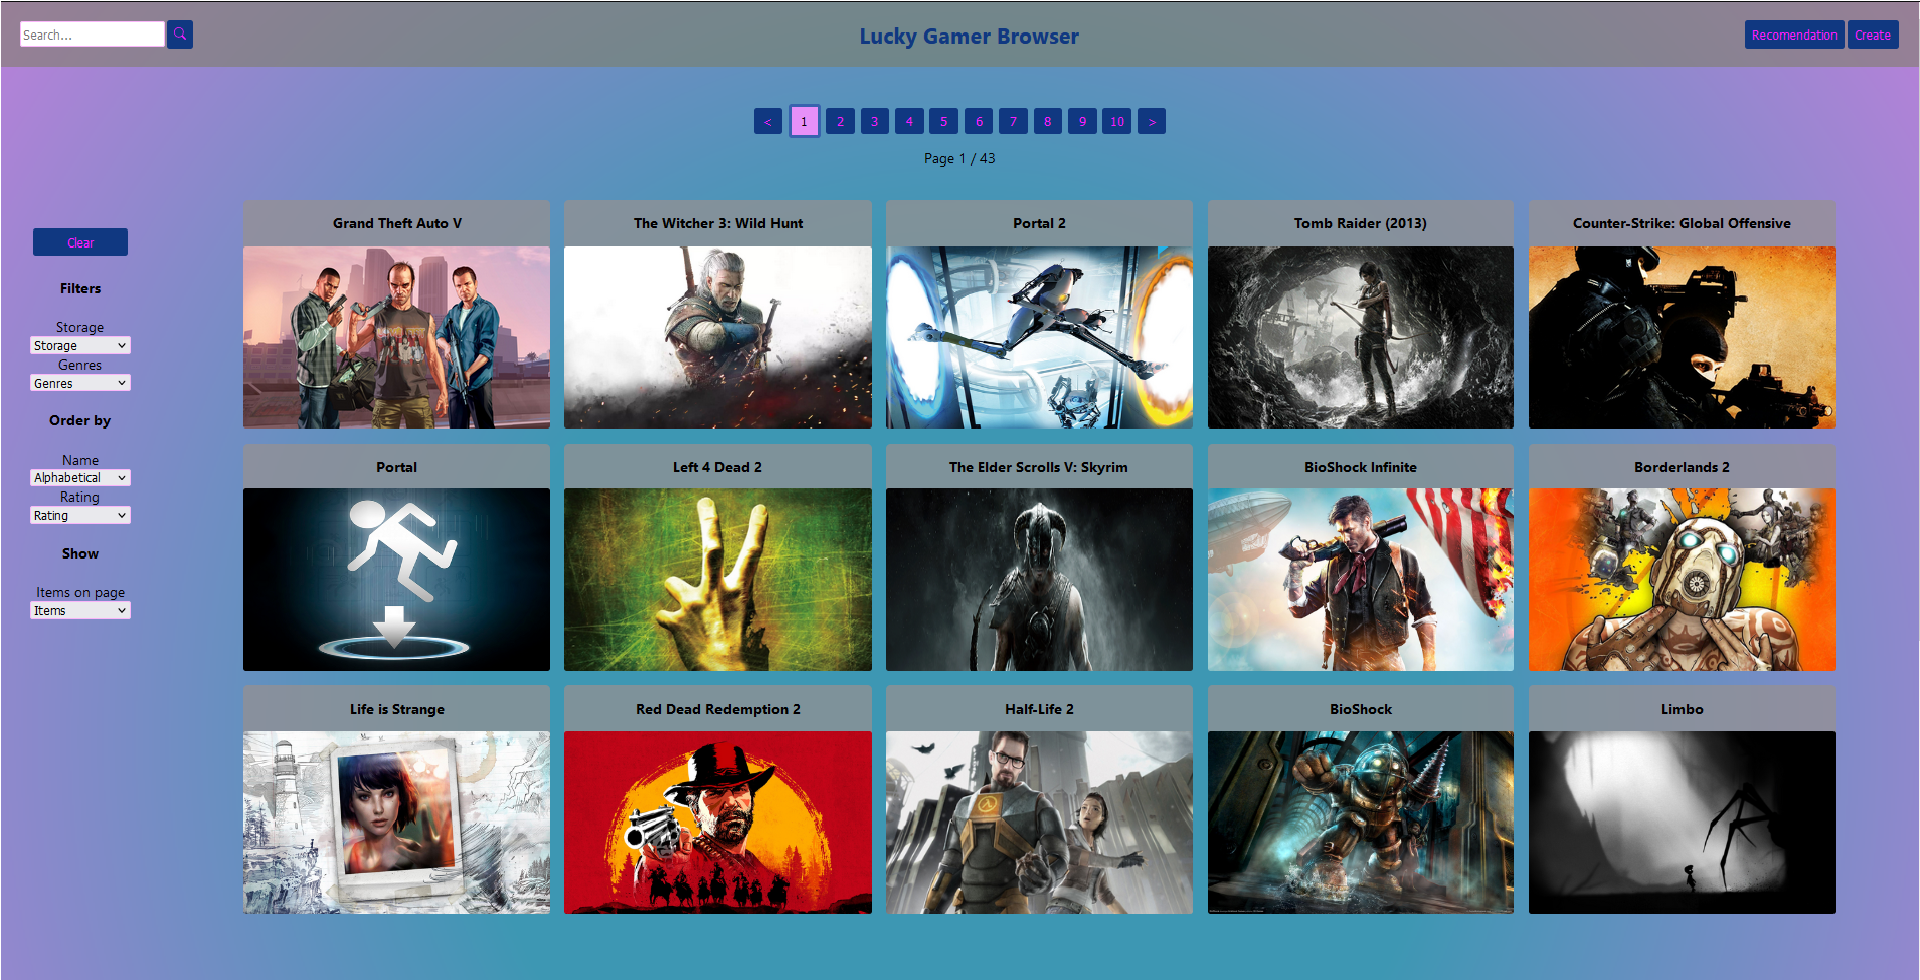 Search...
Lucky Gamer Browser
Recomendation Create
< 1 2 3 4 5 6 7 8 9 10 >
Page 1 / 43
Clear
Filters
Storage
Storage
Genres
Genres
Order by
Name
Alphabetical
Rating
Rating
Show
Items on page
Items
Grand Theft Auto V
The Witcher 3: Wild Hunt
Portal 2
Tomb Raider (2013)
Counter-Strike: Global Offensive
Portal
Left 4 Dead 2
The Elder Scrolls V: Skyrim
BioShock Infinite
Borderlands 2
Life is Strange
Red Dead Redemption 2
Half-Life 2
BioShock
Limbo